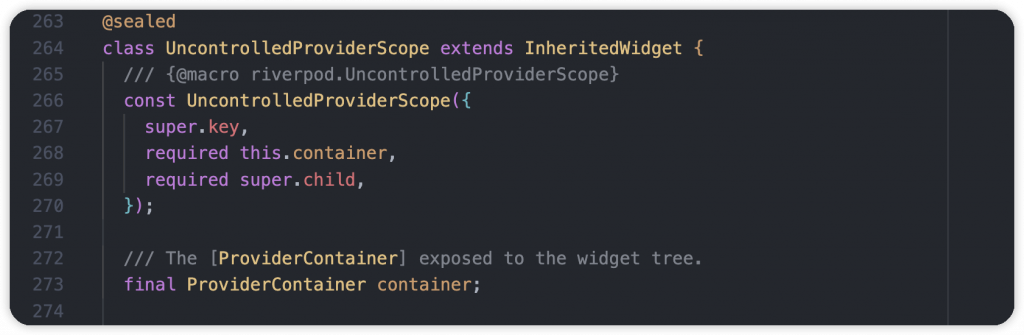 263 @sealed
264 class UncontrolledProviderScope extends InheritedWidget {
265 /// {@macro riverpod.UncontrolledProviderScope}
266 const UncontrolledProviderScope({
267 super.key,
268 required this.container,
269 required super.child,
270 });
271
272 /// The [ProviderContainer] exposed to the widget tree.
273 final ProviderContainer container;
274